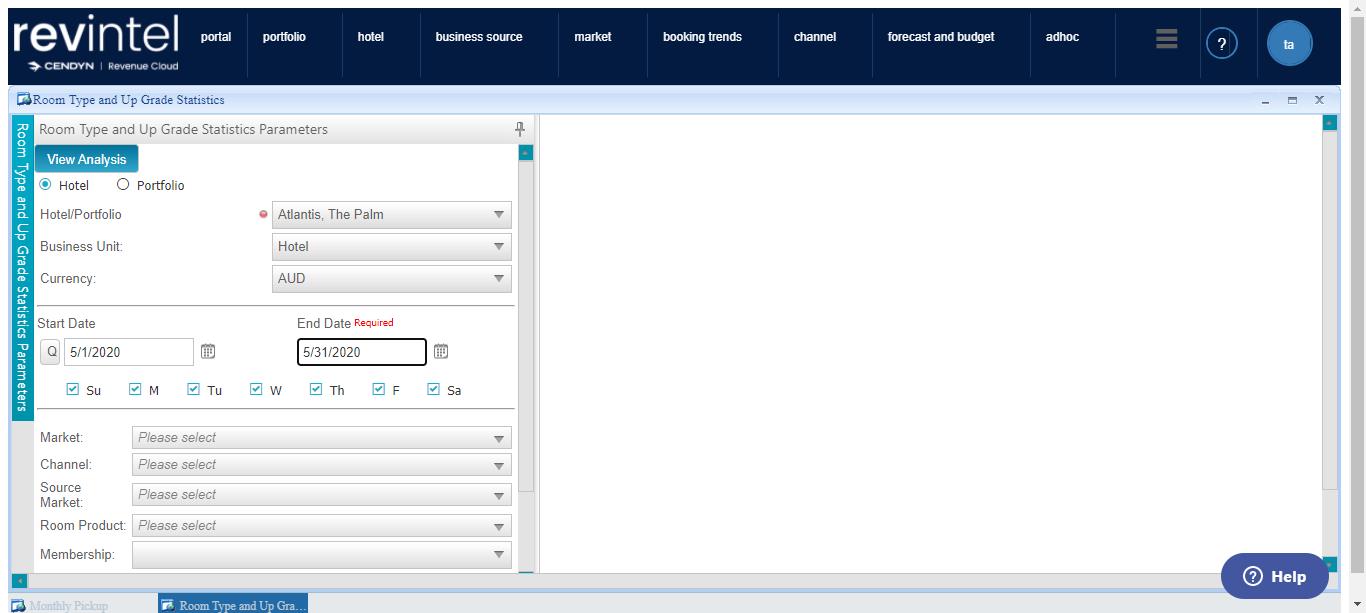 revintel
CENDYN | Revenue Cloud
portal
portfolio
hotel
business source
market
booking trends
channel
forecast and budget
adhoc
?
ta
Room Type and Up Grade Statistics
Room Type and Up Grade Statistics Parameters
Room Type and Up Grade Statistics Parameters
View Analysis
Hotel
Portfolio
Hotel/Portfolio
Atlantis, The Palm
Business Unit:
Hotel
Currency:
AUD
Start Date
End Date Required
Q
5/1/2020
5/31/2020
Su
M
Tu
W
Th
F
Sa
Market:
Please select
Channel:
Please select
Source
Market:
Please select
Room Product:
Please select
Membership:
? Help
Monthly Pickup
Room Type and Up Gra...